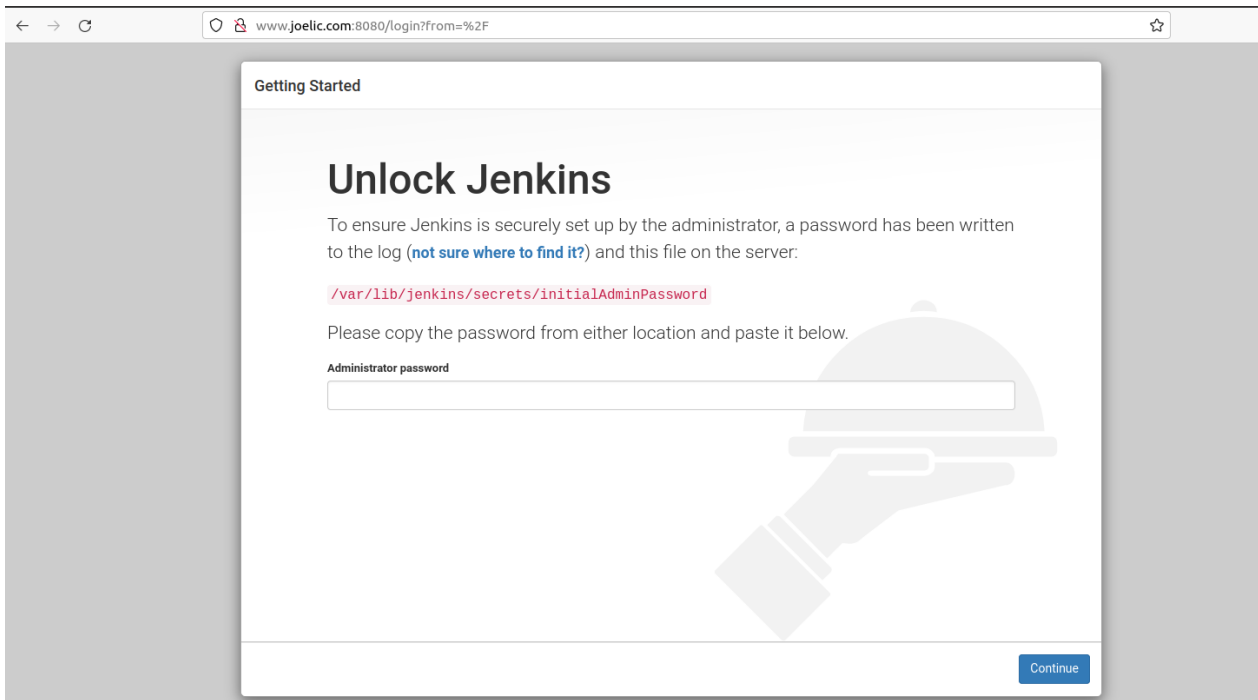 www.joelic.com:8080/login?from=%2F
Getting Started
Unlock Jenkins
To ensure Jenkins is securely set up by the administrator, a password has been written
to the log (not sure where to find it?) and this file on the server:
/var/lib/jenkins/secrets/initialAdminPassword
Please copy the password from either location and paste it below.
Administrator password
Continue